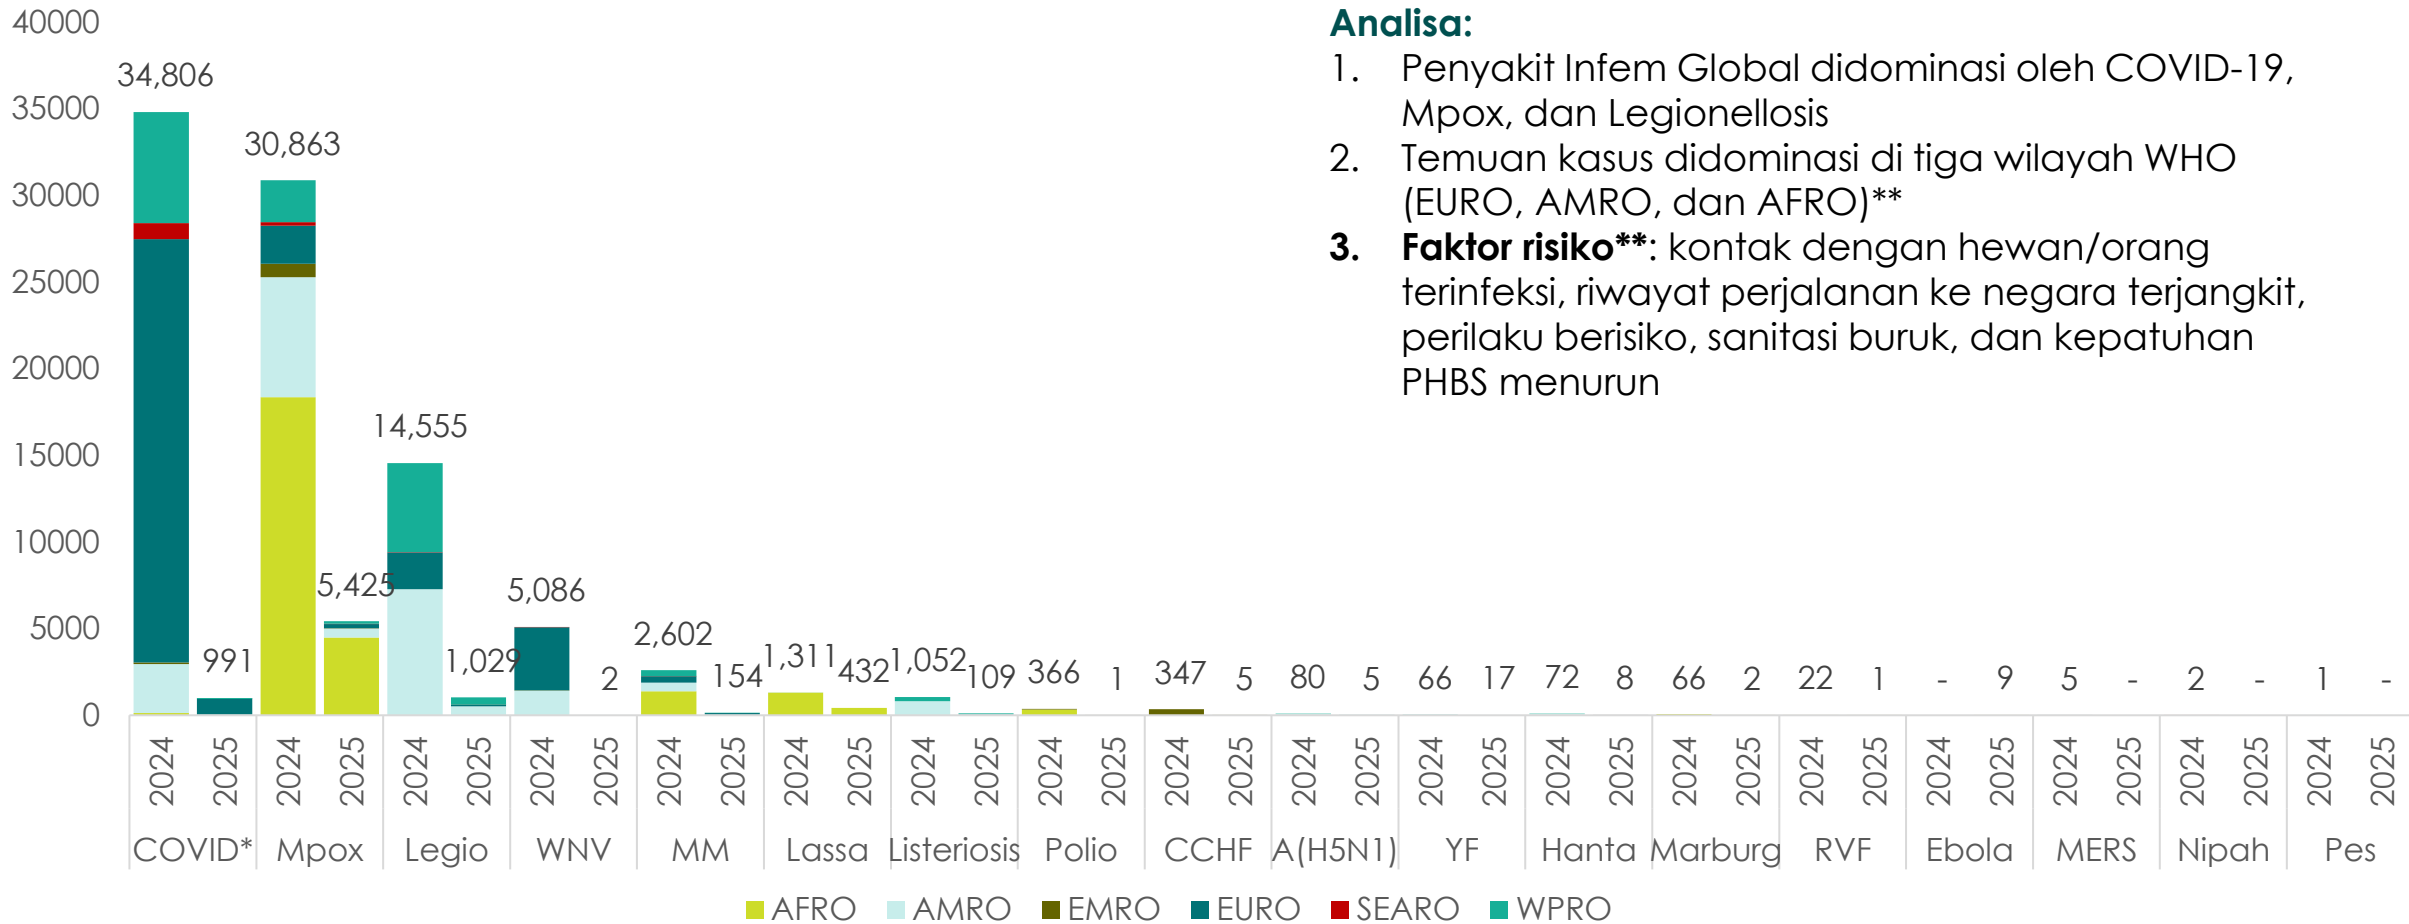 Analisa:
1. Penyakit Infem Global didominasi oleh COVID-19,
Mpox, dan Legionellosis
2. Temuan kasus didominasi di tiga wilayah WHO
(EURO, AMRO, dan AFRO)**
3. Faktor risiko**: kontak dengan hewan/orang
terinfeksi, riwayat perjalanan ke negara terjangkit,
perilaku berisiko, sanitasi buruk, dan kepatuhan
PHBS menurun
40000
35000
30000
25000
20000
15000
10000
5000
0
34,806 991 30,863 5,425 14,555 1,029 5,086 2 2,602 154 1,311 432 1,052 109 366 1 347 5 80 5 66 17 72 8 66 2 22 1 - 9 5 - 2 - 1 -
2024 2025 2024 2025 2024 2025 2024 2025 2024 2025 2024 2025 2024 2025 2024 2025 2024 2025 2024 2025 2024 2025 2024 2025 2024 2025 2024 2025 2024 2025 2024 2025 2024 2025 2024 2025
COVID* Mpox Legio WNV MM Lassa Listeriosis Polio CCHF A(H5N1) YF Hanta Marburg RVF Ebola MERS Nipah Pes
AFRO AMRO EMRO EURO SEARO WPRO